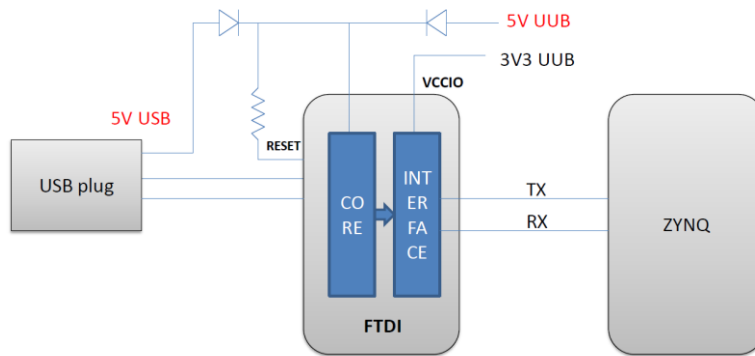 5V UUB
3V3 UUB
VCCIO
5V USB
RESET
USB plug
CO
RE
INT
ER
FA
CE
TX
RX
ZYNQ
FTDI